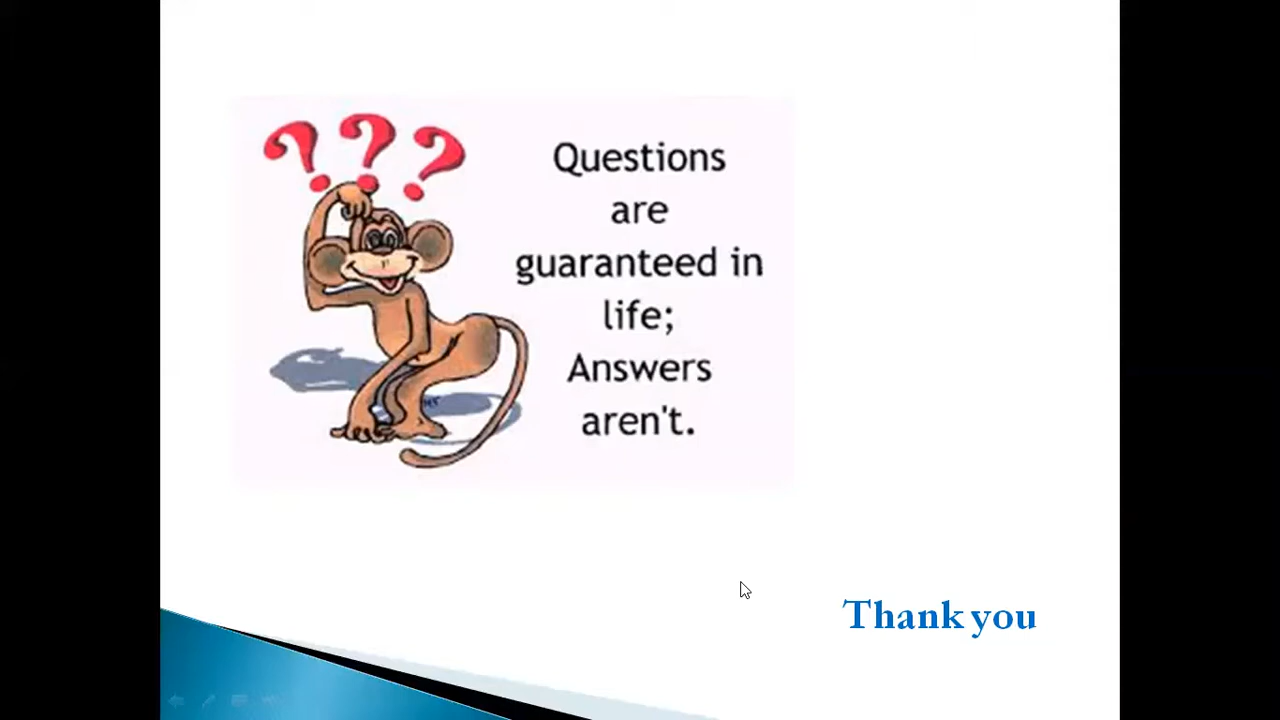 Questions
are
guaranteed in
life;
Answers
aren't.
Thank you